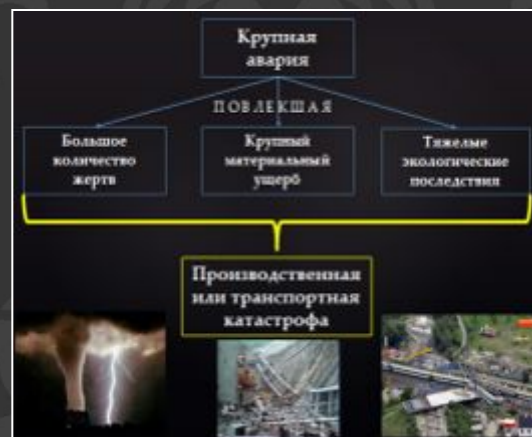 Крупная
авария
ПОВЛЕКШАЯ
Большое
количество
жертв
Крупный
материальный
ущерб
Тяжелые
экологические
последствия
Производственная
или транспортная
катастрофа